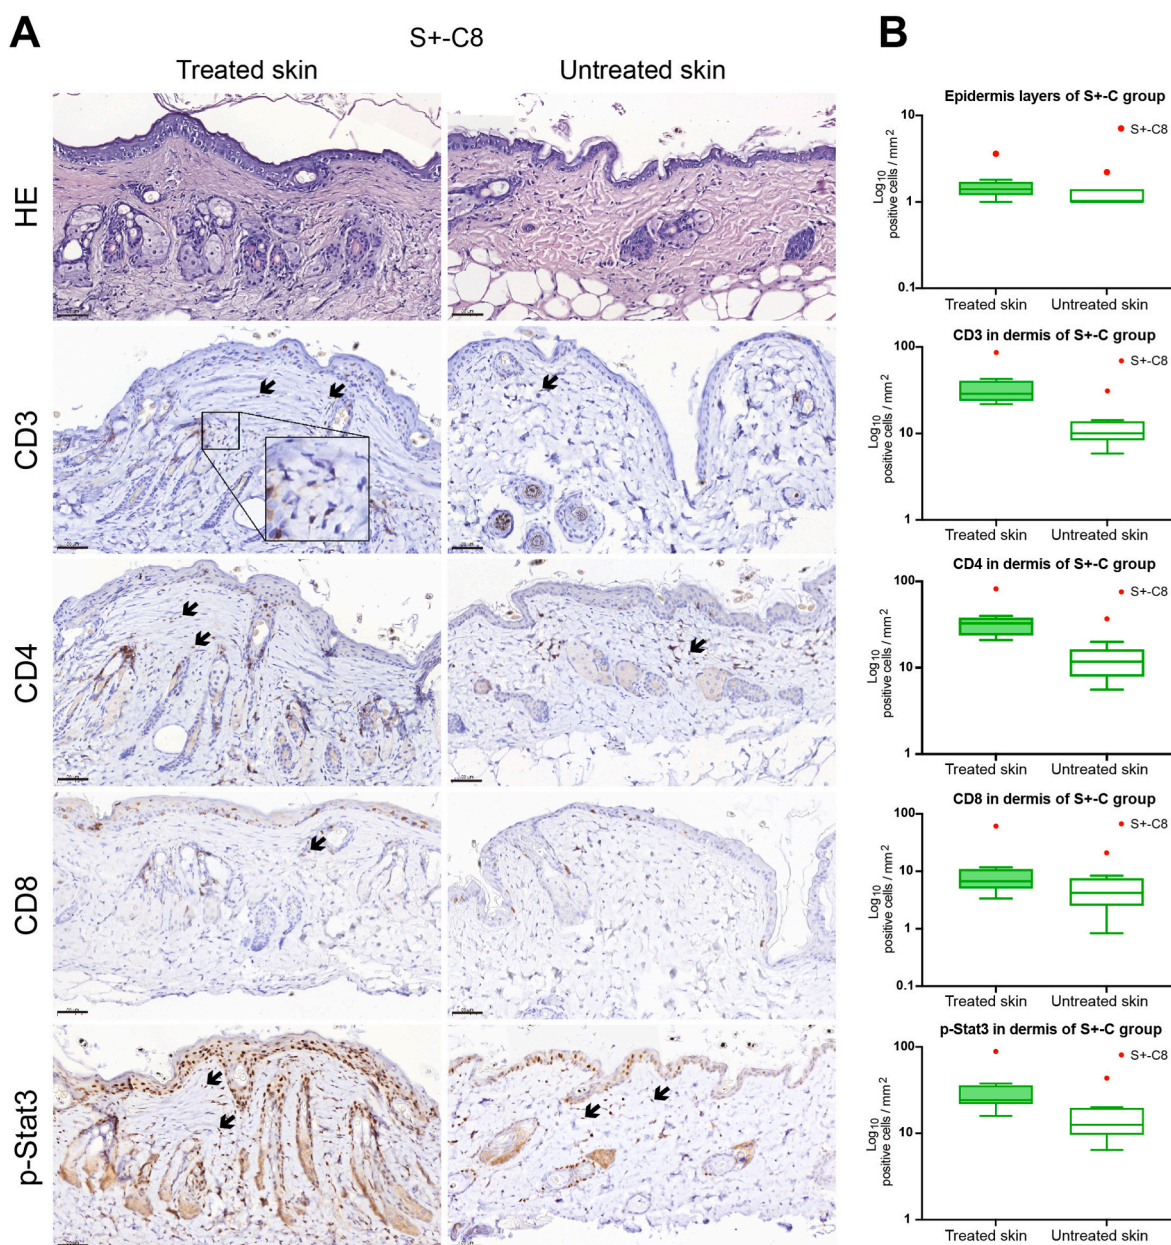 A
S+-C8
Treated skin
Untreated skin
HE
CD3
CD4
CD8
p-Stat3
B
Epidermis layers of S+-C group
Log10
positive cells / mm2
10
1
0.1
S+-C8
Treated skin
Untreated skin
CD3 in dermis of S+-C group
Log10
positive cells / mm2
100
10
1
S+-C8
Treated skin
Untreated skin
CD4 in dermis of S+-C group
Log10
positive cells / mm2
100
10
1
S+-C8
Treated skin
Untreated skin
CD8 in dermis of S+-C group
Log10
positive cells / mm2
100
10
1
0.1
S+-C8
Treated skin
Untreated skin
p-Stat3 in dermis of S+-C group
Log10
positive cells / mm2
100
10
1
S+-C8
Treated skin
Untreated skin